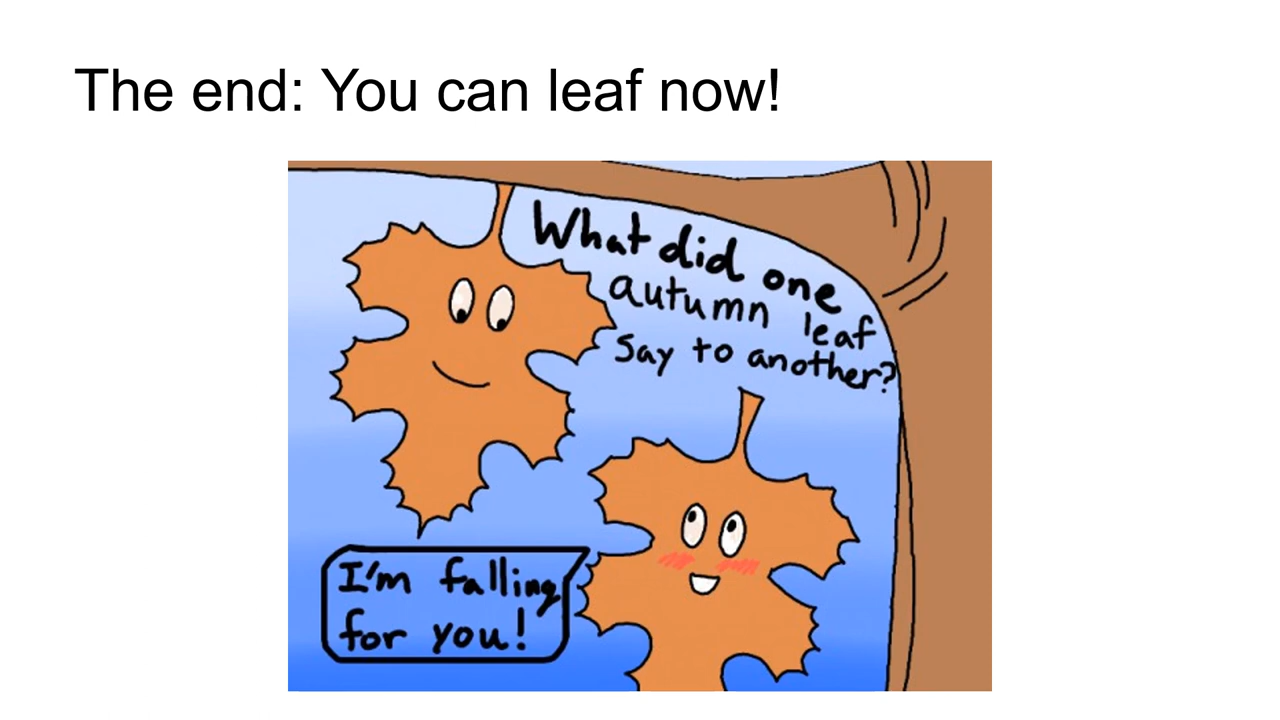 The end: You can leaf now!
What did one
autumn leaf
Say to another?
I'm falling
for you!